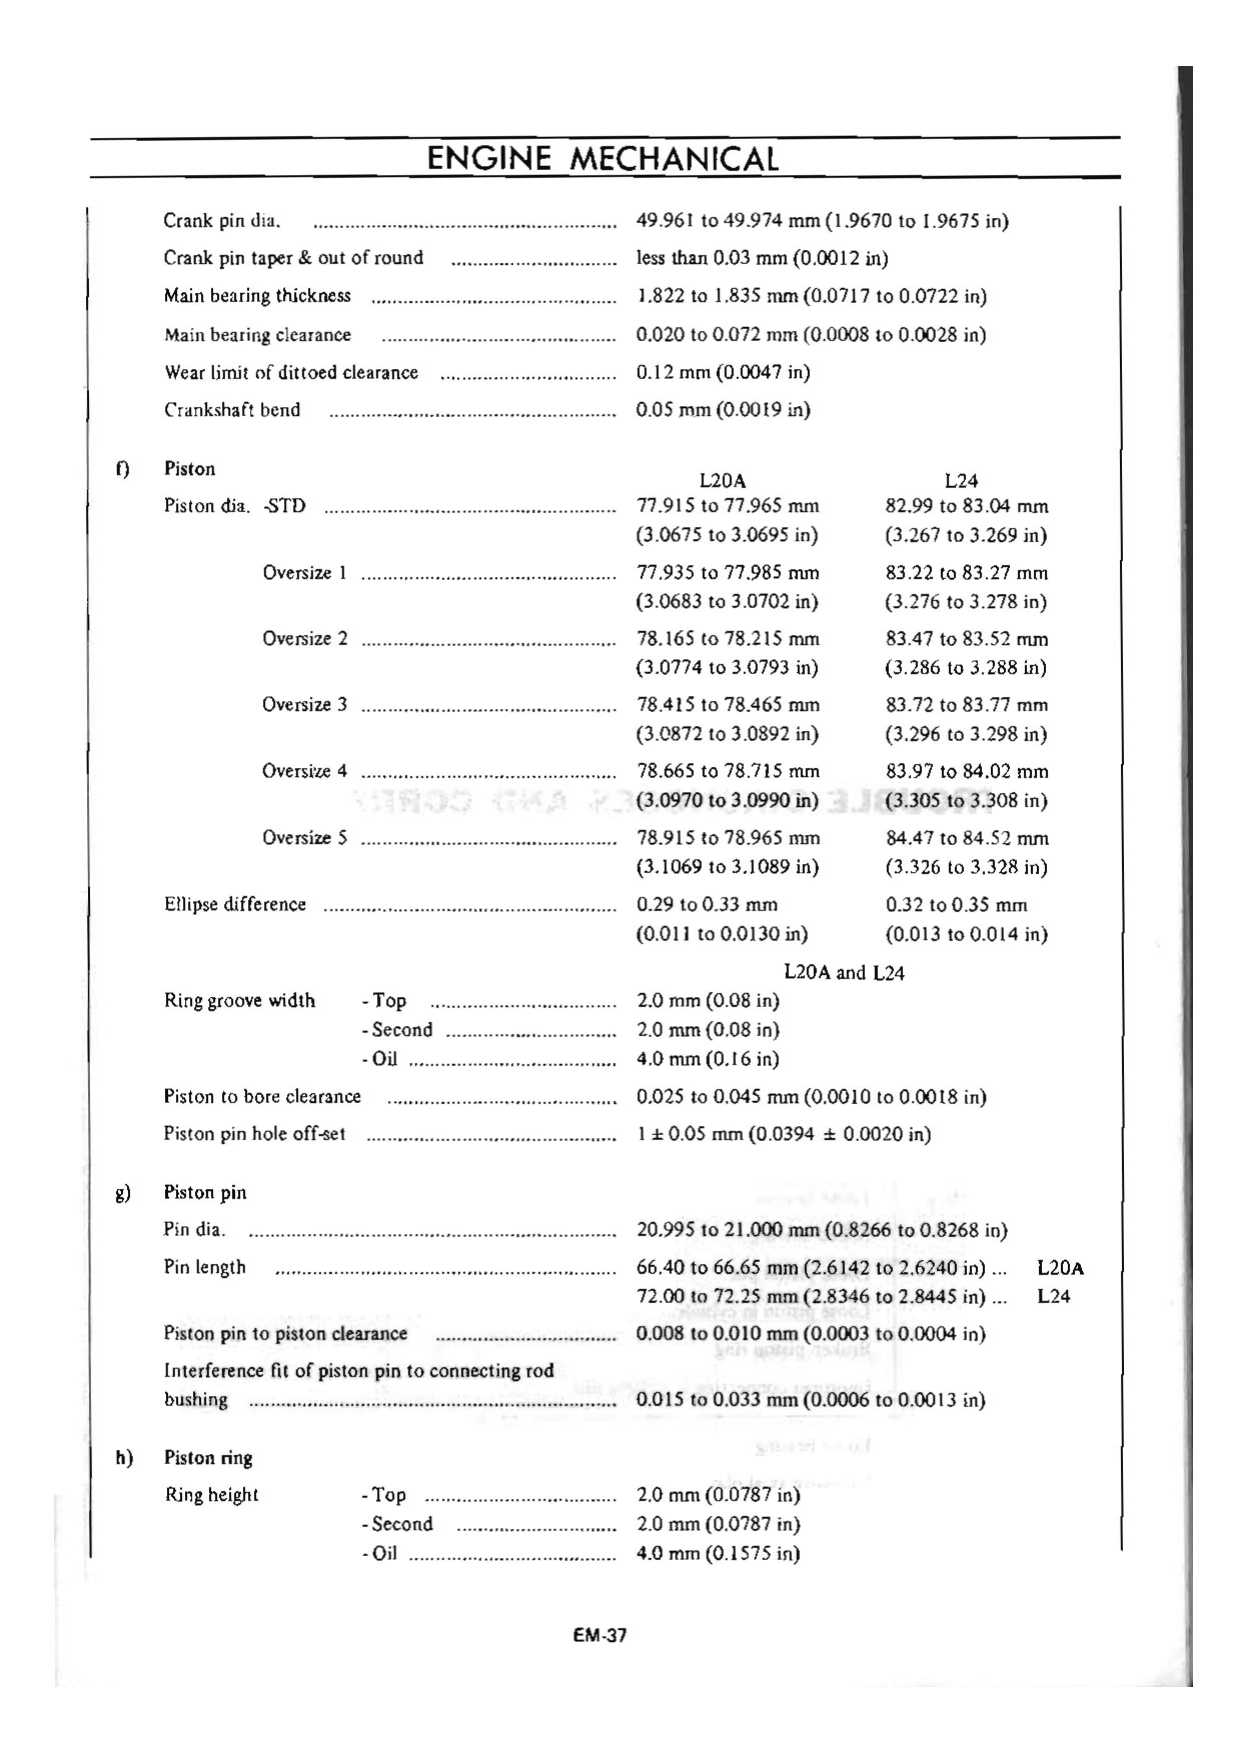 ENGINE MECHANICAL
Crank pin dia. ........ 49.961 to 49.974 mm (1.9670 to 1.9675 in)
Crank pin taper & out of round ........ less than 0.03 mm (0.0012 in)
Main bearing thickness ........ 1.822 to 1.835 mm (0.0717 to 0.0722 in)
Main bearing clearance ........ 0.020 to 0.072 mm (0.0008 to 0.0028 in)
Wear limit of dittoed clearance ........ 0.12 mm (0.0047 in)
Crankshaft bend ........ 0.05 mm (0.0019 in)
f) Piston
L20A L24
Piston dia. -STD ........ 77.915 to 77.965 mm 82.99 to 83.04 mm
(3.0675 to 3.0695 in) (3.267 to 3.269 in)
Oversize 1 ........ 77.935 to 77.985 mm 83.22 to 83.27 mm
(3.0683 to 3.0702 in) (3.276 to 3.278 in)
Oversize 2 ........ 78.165 to 78.215 mm 83.47 to 83.52 mm
(3.0774 to 3.0793 in) (3.286 to 3.288 in)
Oversize 3 ........ 78.415 to 78.465 mm 83.72 to 83.77 mm
(3.0872 to 3.0892 in) (3.296 to 3.298 in)
Oversize 4 ........ 78.665 to 78.715 mm 83.97 to 84.02 mm
(3.0970 to 3.0990 in) (3.305 to 3.308 in)
Oversize 5 ........ 78.915 to 78.965 mm 84.47 to 84.52 mm
(3.1069 to 3.1089 in) (3.326 to 3.328 in)
Ellipse difference ........ 0.29 to 0.33 mm 0.32 to 0.35 mm
(0.011 to 0.0130 in) (0.013 to 0.014 in)
L20A and L24
Ring groove width - Top ........ 2.0 mm (0.08 in)
- Second ........ 2.0 mm (0.08 in)
- Oil ........ 4.0 mm (0.16 in)
Piston to bore clearance ........ 0.025 to 0.045 mm (0.0010 to 0.0018 in)
Piston pin hole off-set ........ 1 ± 0.05 mm (0.0394 ± 0.0020 in)
g) Piston pin
Pin dia. ........ 20.995 to 21.000 mm (0.8266 to 0.8268 in)
Pin length ........ 66.40 to 66.65 mm (2.6142 to 2.6240 in) ... L20A
72.00 to 72.25 mm (2.8346 to 2.8445 in) ... L24
Piston pin to piston clearance ........ 0.008 to 0.010 mm (0.0003 to 0.0004 in)
Interference fit of piston pin to connecting rod
bushing ........ 0.015 to 0.033 mm (0.0006 to 0.0013 in)
h) Piston ring
Ring height - Top ........ 2.0 mm (0.0787 in)
- Second ........ 2.0 mm (0.0787 in)
- Oil ........ 4.0 mm (0.1575 in)
EM-37